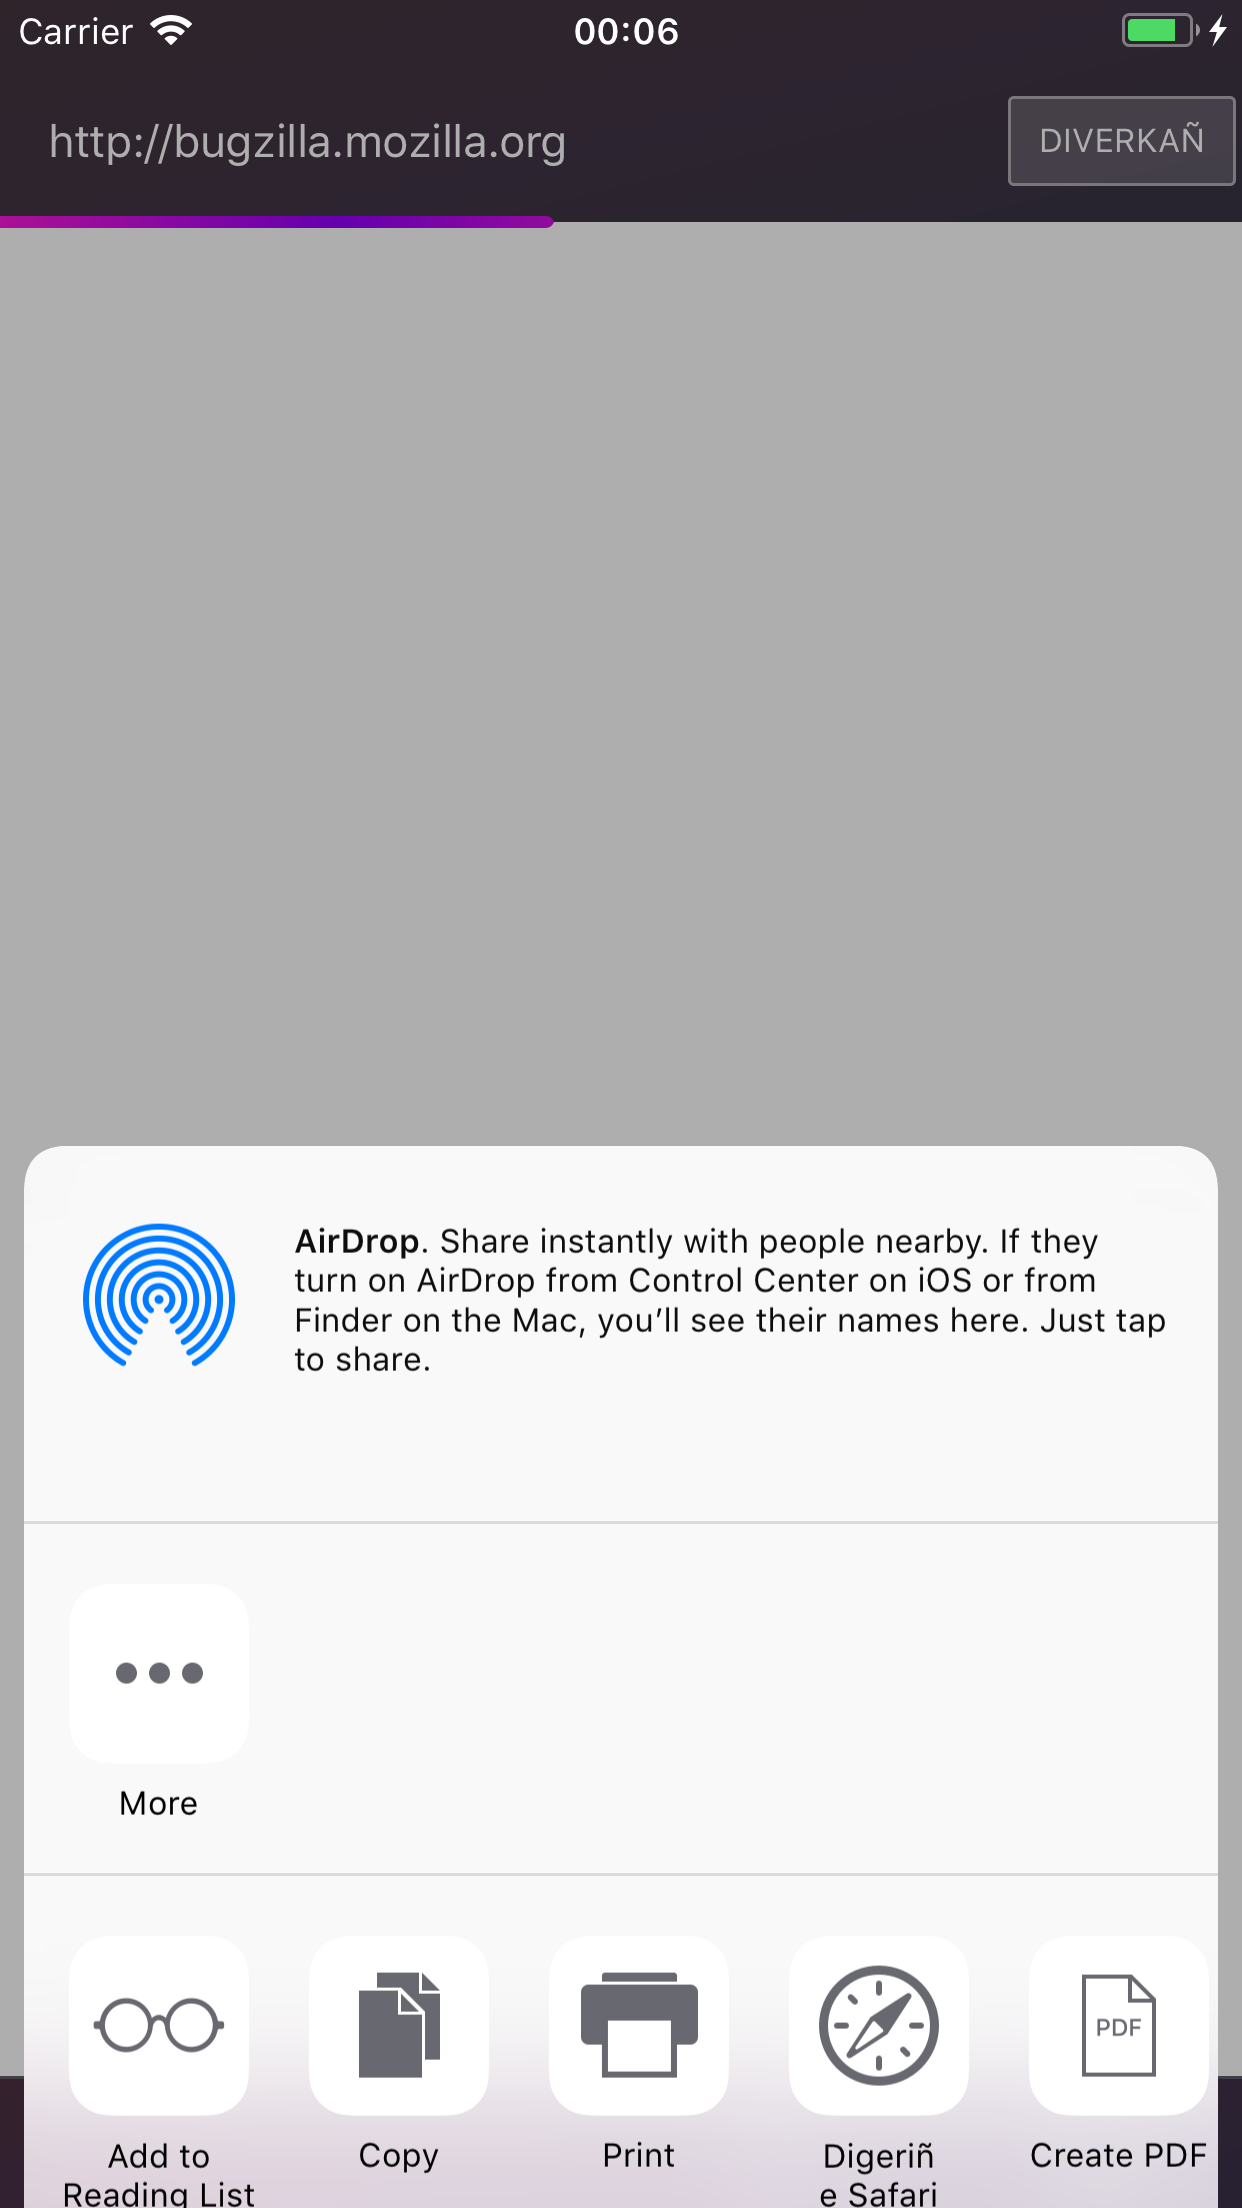 Carrier 00:06
http://bugzilla.mozilla.org DIVERKAÑ
AirDrop. Share instantly with people nearby. If they
turn on AirDrop from Control Center on iOS or from
Finder on the Mac, you’ll see their names here. Just tap
to share.
More
PDF
Add to
Reading List
Copy
Print
Digeriñ
e Safari
Create PDF